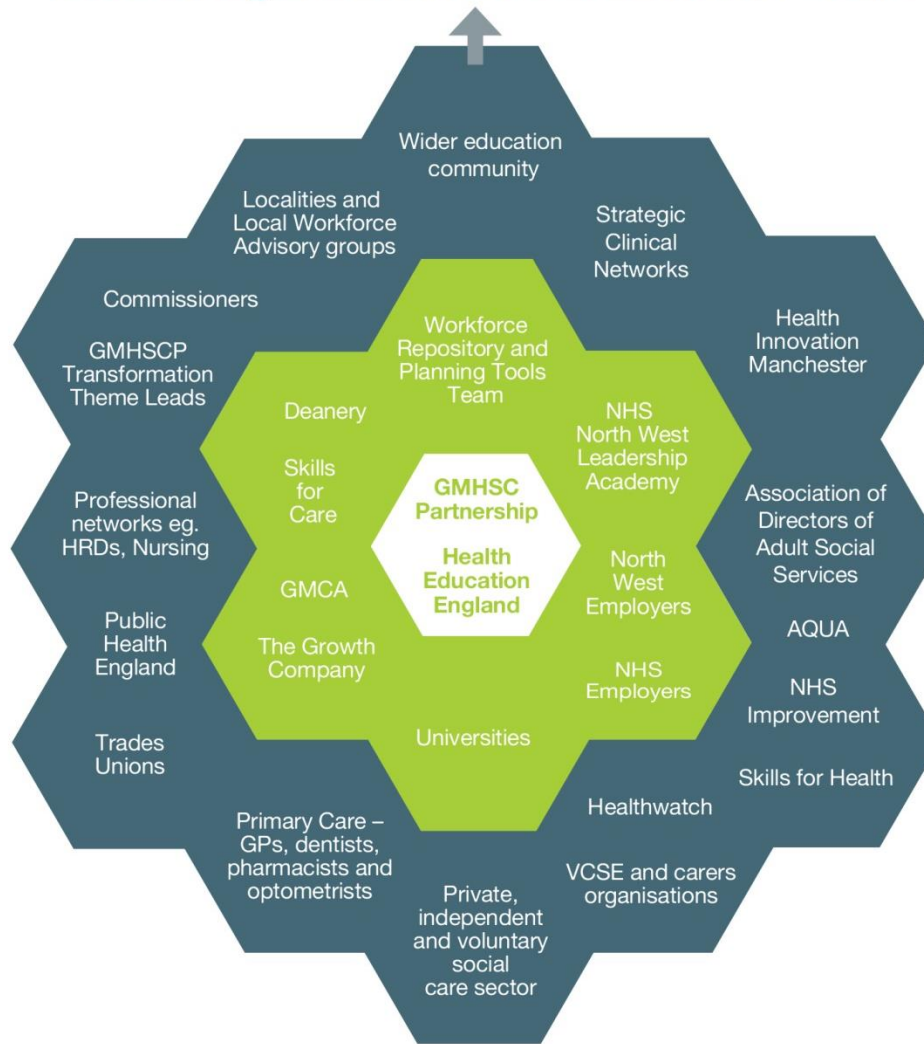 Wider education
community
Localities and
Local Workforce
Advisory groups
Strategic
Clinical
Networks
Commissioners
GMHSCP
Transformation
Theme Leads
Health
Innovation
Manchester
Workforce
Repository and
Planning Tools
Team
Deanery
NHS
North West
Leadership
Academy
Skills
for
Care
GMHSC
Partnership
Health
Education
England
Professional
networks eg.
HRDs, Nursing
Association of
Directors of
Adult Social
Services
GMCA
North
West
Employers
Public
Health
England
AQUA
The Growth
Company
NHS
Employers
NHS
Improvement
Trades
Unions
Universities
Skills for Health
Healthwatch
Primary Care –
GPs, dentists,
pharmacists and
optometrists
VCSE and carers
organisations
Private,
independent
and voluntary
social
care sector